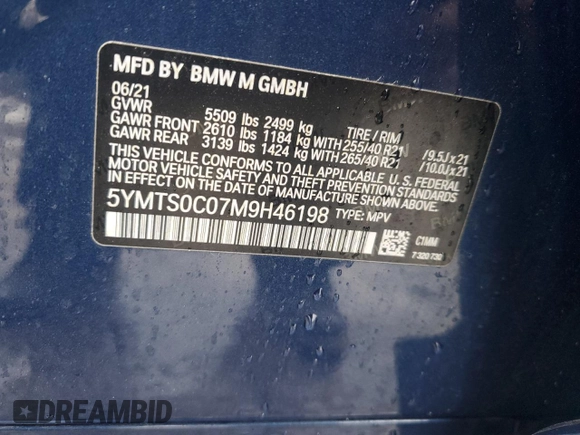 MFD BY BMW M GMBH
06/21
GVWR 5509 lbs 2499 kg TIRE / RIM
GAWR FRONT 2610 lbs 1184 kg WITH 255/40 R21 / 9.5Jx21
GAWR REAR 3139 lbs 1424 kg WITH 265/40 R21 / 10.0Jx21
THIS VEHICLE CONFORMS TO ALL APPLICABLE U.S. FEDERAL
MOTOR VEHICLE SAFETY, BUMPER, AND THEFT PREVENTION STANDARDS
IN EFFECT ON THE DATE OF MANUFACTURE SHOWN ABOVE.
5YMTS0C07M9H46198 TYPE: MPV
C1MM
7 320 730
DREAMBID